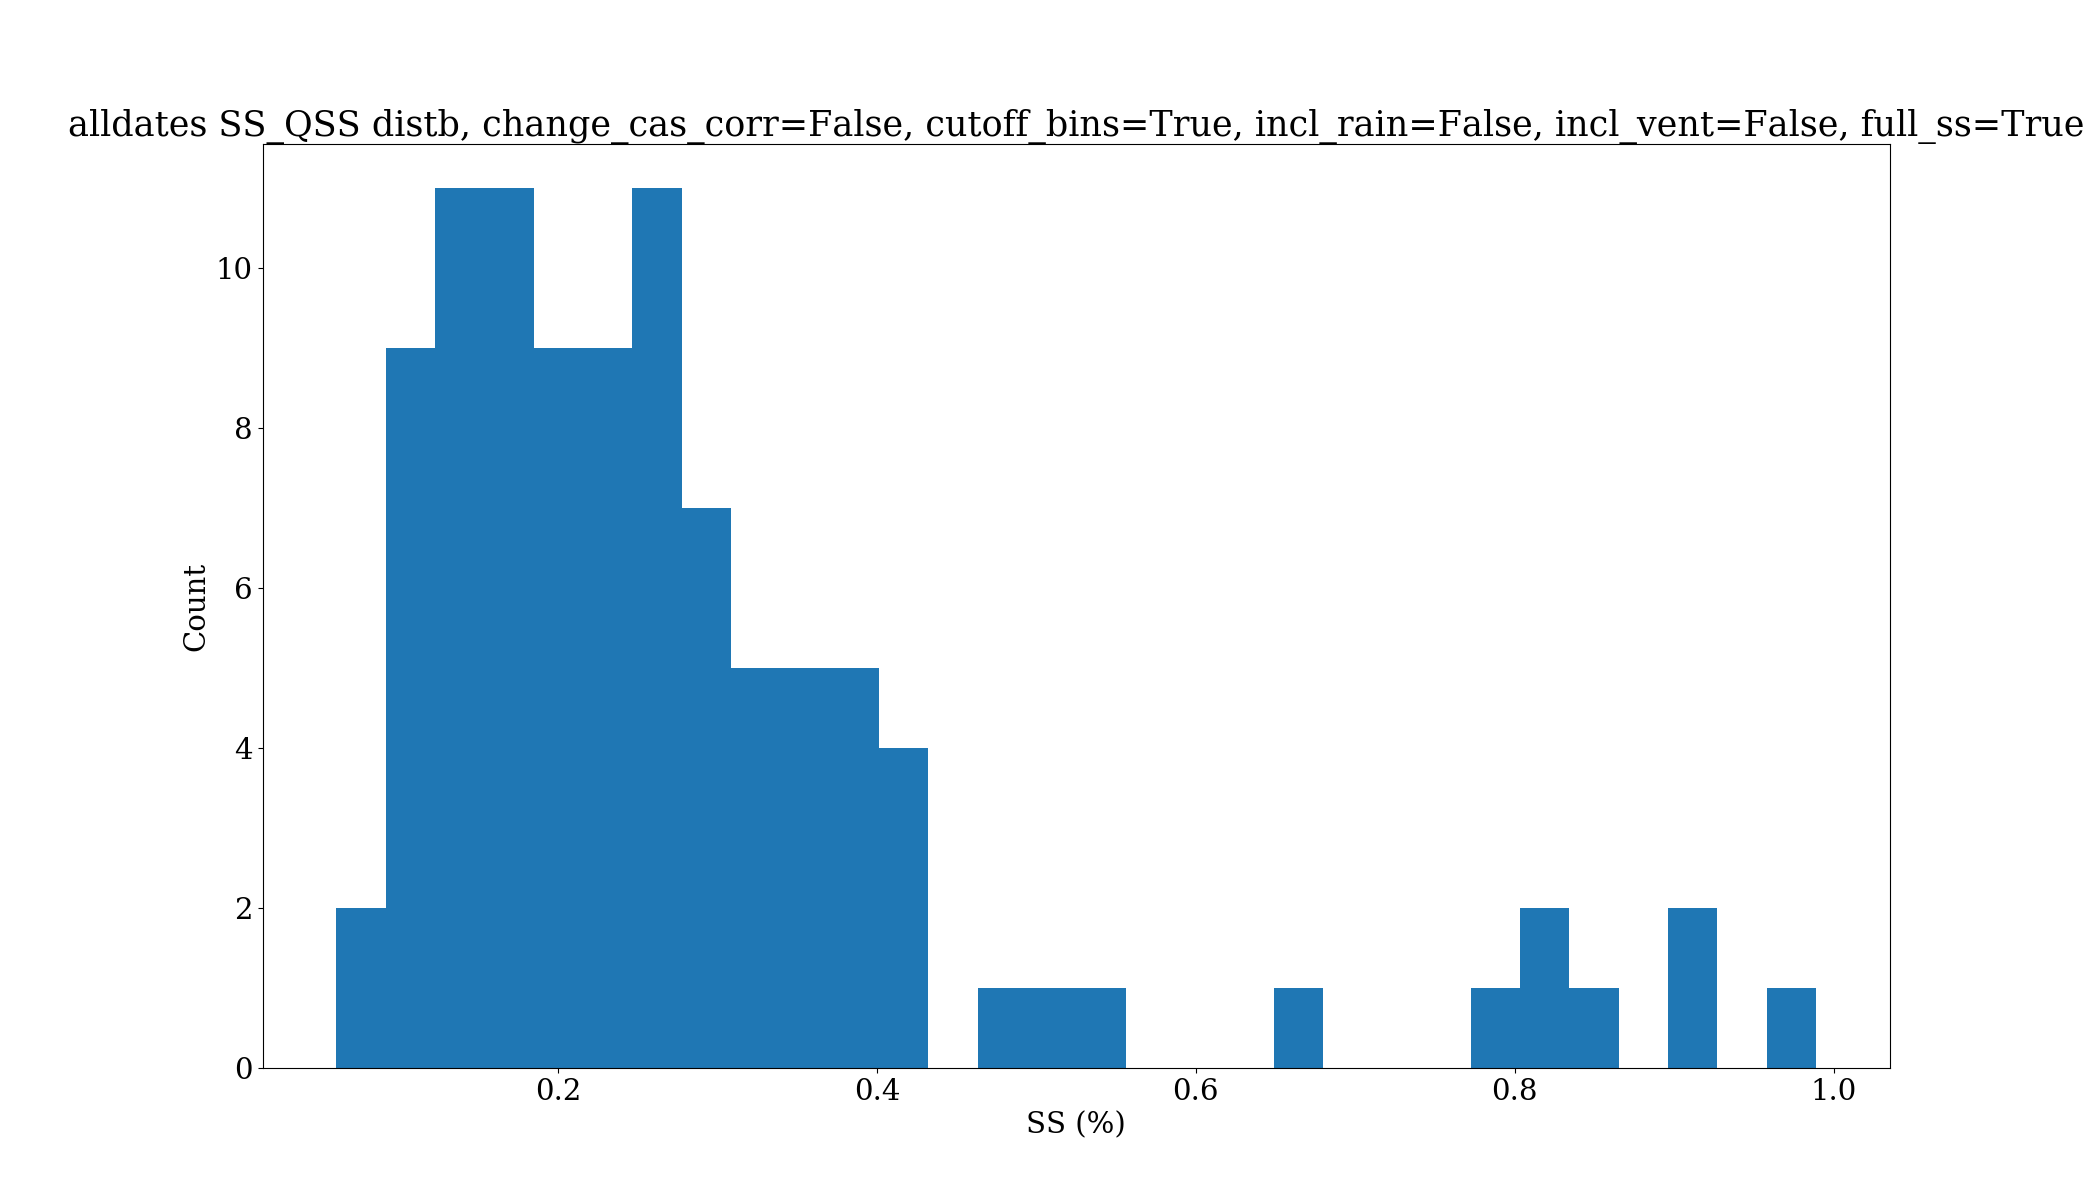 alldates SS_QSS distb, change_cas_corr=False, cutoff_bins=True, incl_rain=False, incl_vent=False, full_ss=True
10
8
6
4
2
0
Count
0.2 0.4 0.6 0.8 1.0
SS (%)